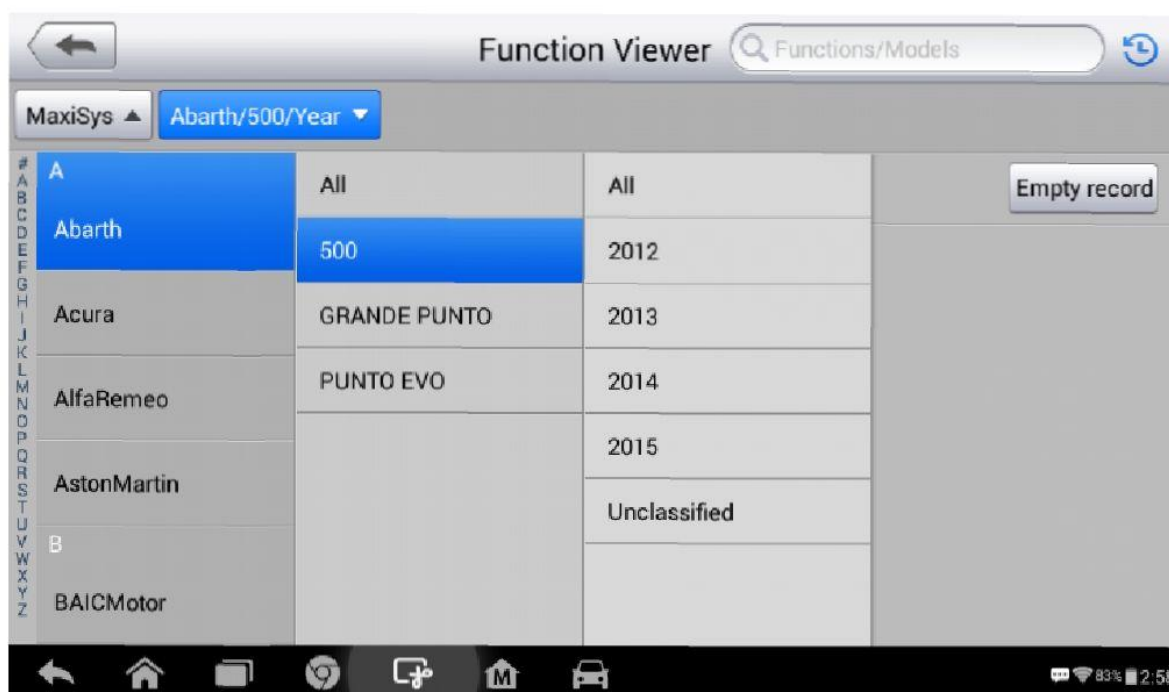 Function Viewer
Functions/Models
MaxiSys ▲
Abarth/500/Year ▼
#
A
B
C
D
E
F
G
H
I
J
K
L
M
N
O
P
Q
R
S
T
U
V
W
X
Y
Z
A
Abarth
Acura
AlfaRemeo
AstonMartin
B
BAICMotor
All
500
GRANDE PUNTO
PUNTO EVO
All
2012
2013
2014
2015
Unclassified
Empty record
M
83%